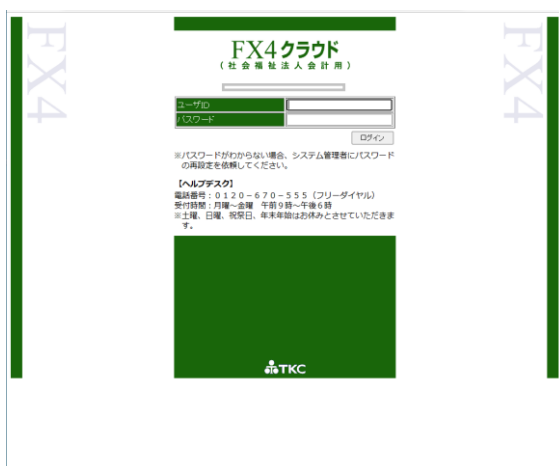 FX4
FX4
FX4クラウド
(社会福祉法人会計用)
ユーザID
パスワード
ログイン
※パスワードがわからない場合、システム管理者にパスワード
の再設定を依頼してください。
【ヘルプデスク】
電話番号:0120-670-555(フリーダイヤル)
受付時間:月曜~金曜 午前9時~午後6時
※土曜、日曜、祝祭日、年末年始はお休みとさせていただきま
す。
TKC